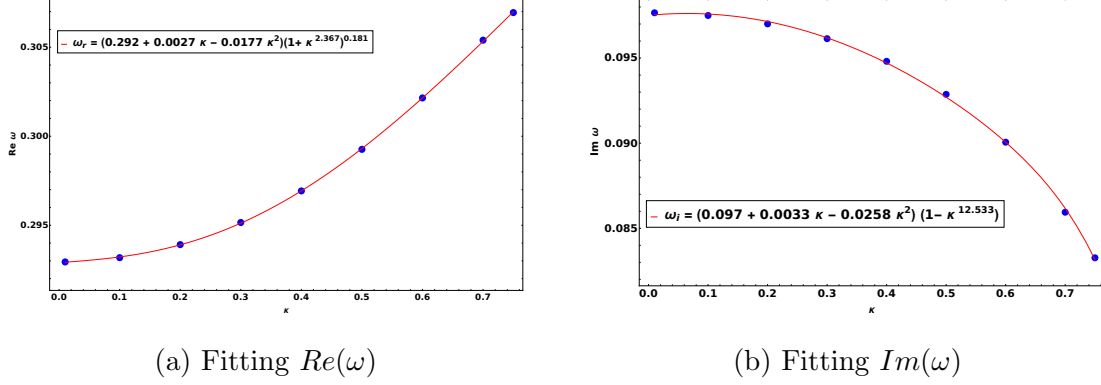 0.305
0.300
0.295
Re ω
ω_r = (0.292 + 0.0027 κ − 0.0177 κ²)(1+ κ^2.367)^0.181
0.0 0.1 0.2 0.3 0.4 0.5 0.6 0.7
κ
(a) Fitting Re(ω)
0.095
0.090
0.085
Im ω
ω_i = (0.097 + 0.0033 κ − 0.0258 κ²) (1− κ^12.533)
0.0 0.1 0.2 0.3 0.4 0.5 0.6 0.7
κ
(b) Fitting Im(ω)